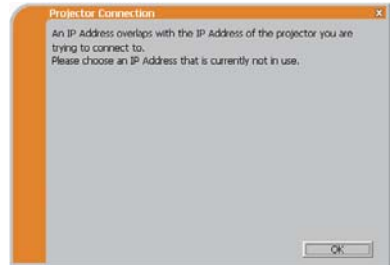 Projector Connection
X
An IP Address overlaps with the IP Address of the projector you are
trying to connect to.
Please choose an IP Address that is currently not in use.
OK